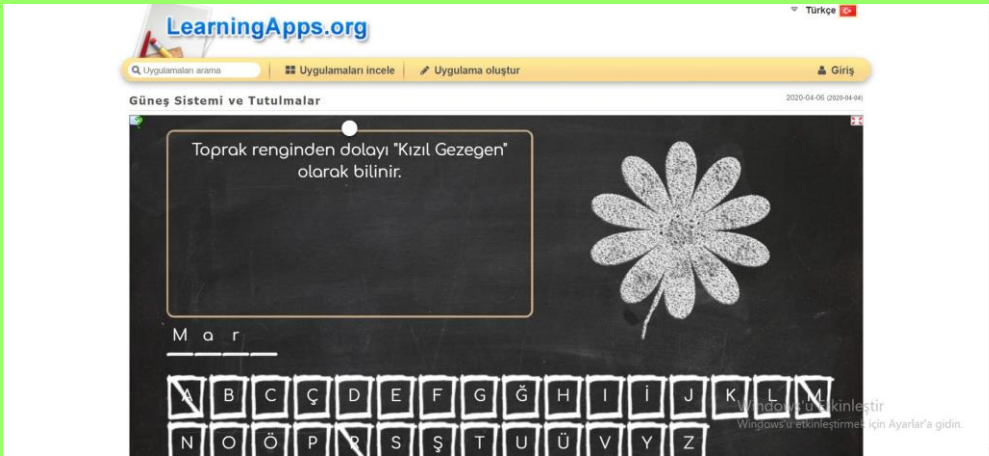 Türkçe
LearningApps.org
Uygulamaları arama
Uygulamaları incele
Uygulama oluştur
Giriş
Güneş Sistemi ve Tutulmalar
2020-04-06 (2020-04-04)
Toprak renginden dolayı "Kızıl Gezegen"
olarak bilinir.
M a r
A B C Ç D E F G Ğ H I İ J K L M
N O Ö P R S Ş T U Ü V Y Z
Windows'u etkinleştir
Windows'u etkinleştirmek için Ayarlar'a gidin.